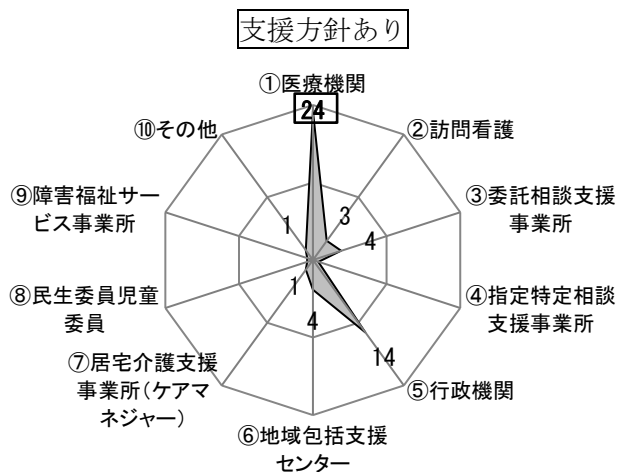 支援方針あり
①医療機関
24
②訪問看護
3
③委託相談支援
事業所
4
④指定特定相談
支援事業所
⑤行政機関
14
⑥地域包括支援
センター
4
⑦居宅介護支援
事業所(ケアマ
ネジャー)
1
⑧民生委員児童
委員
⑨障害福祉サー
ビス事業所
⑩その他
1